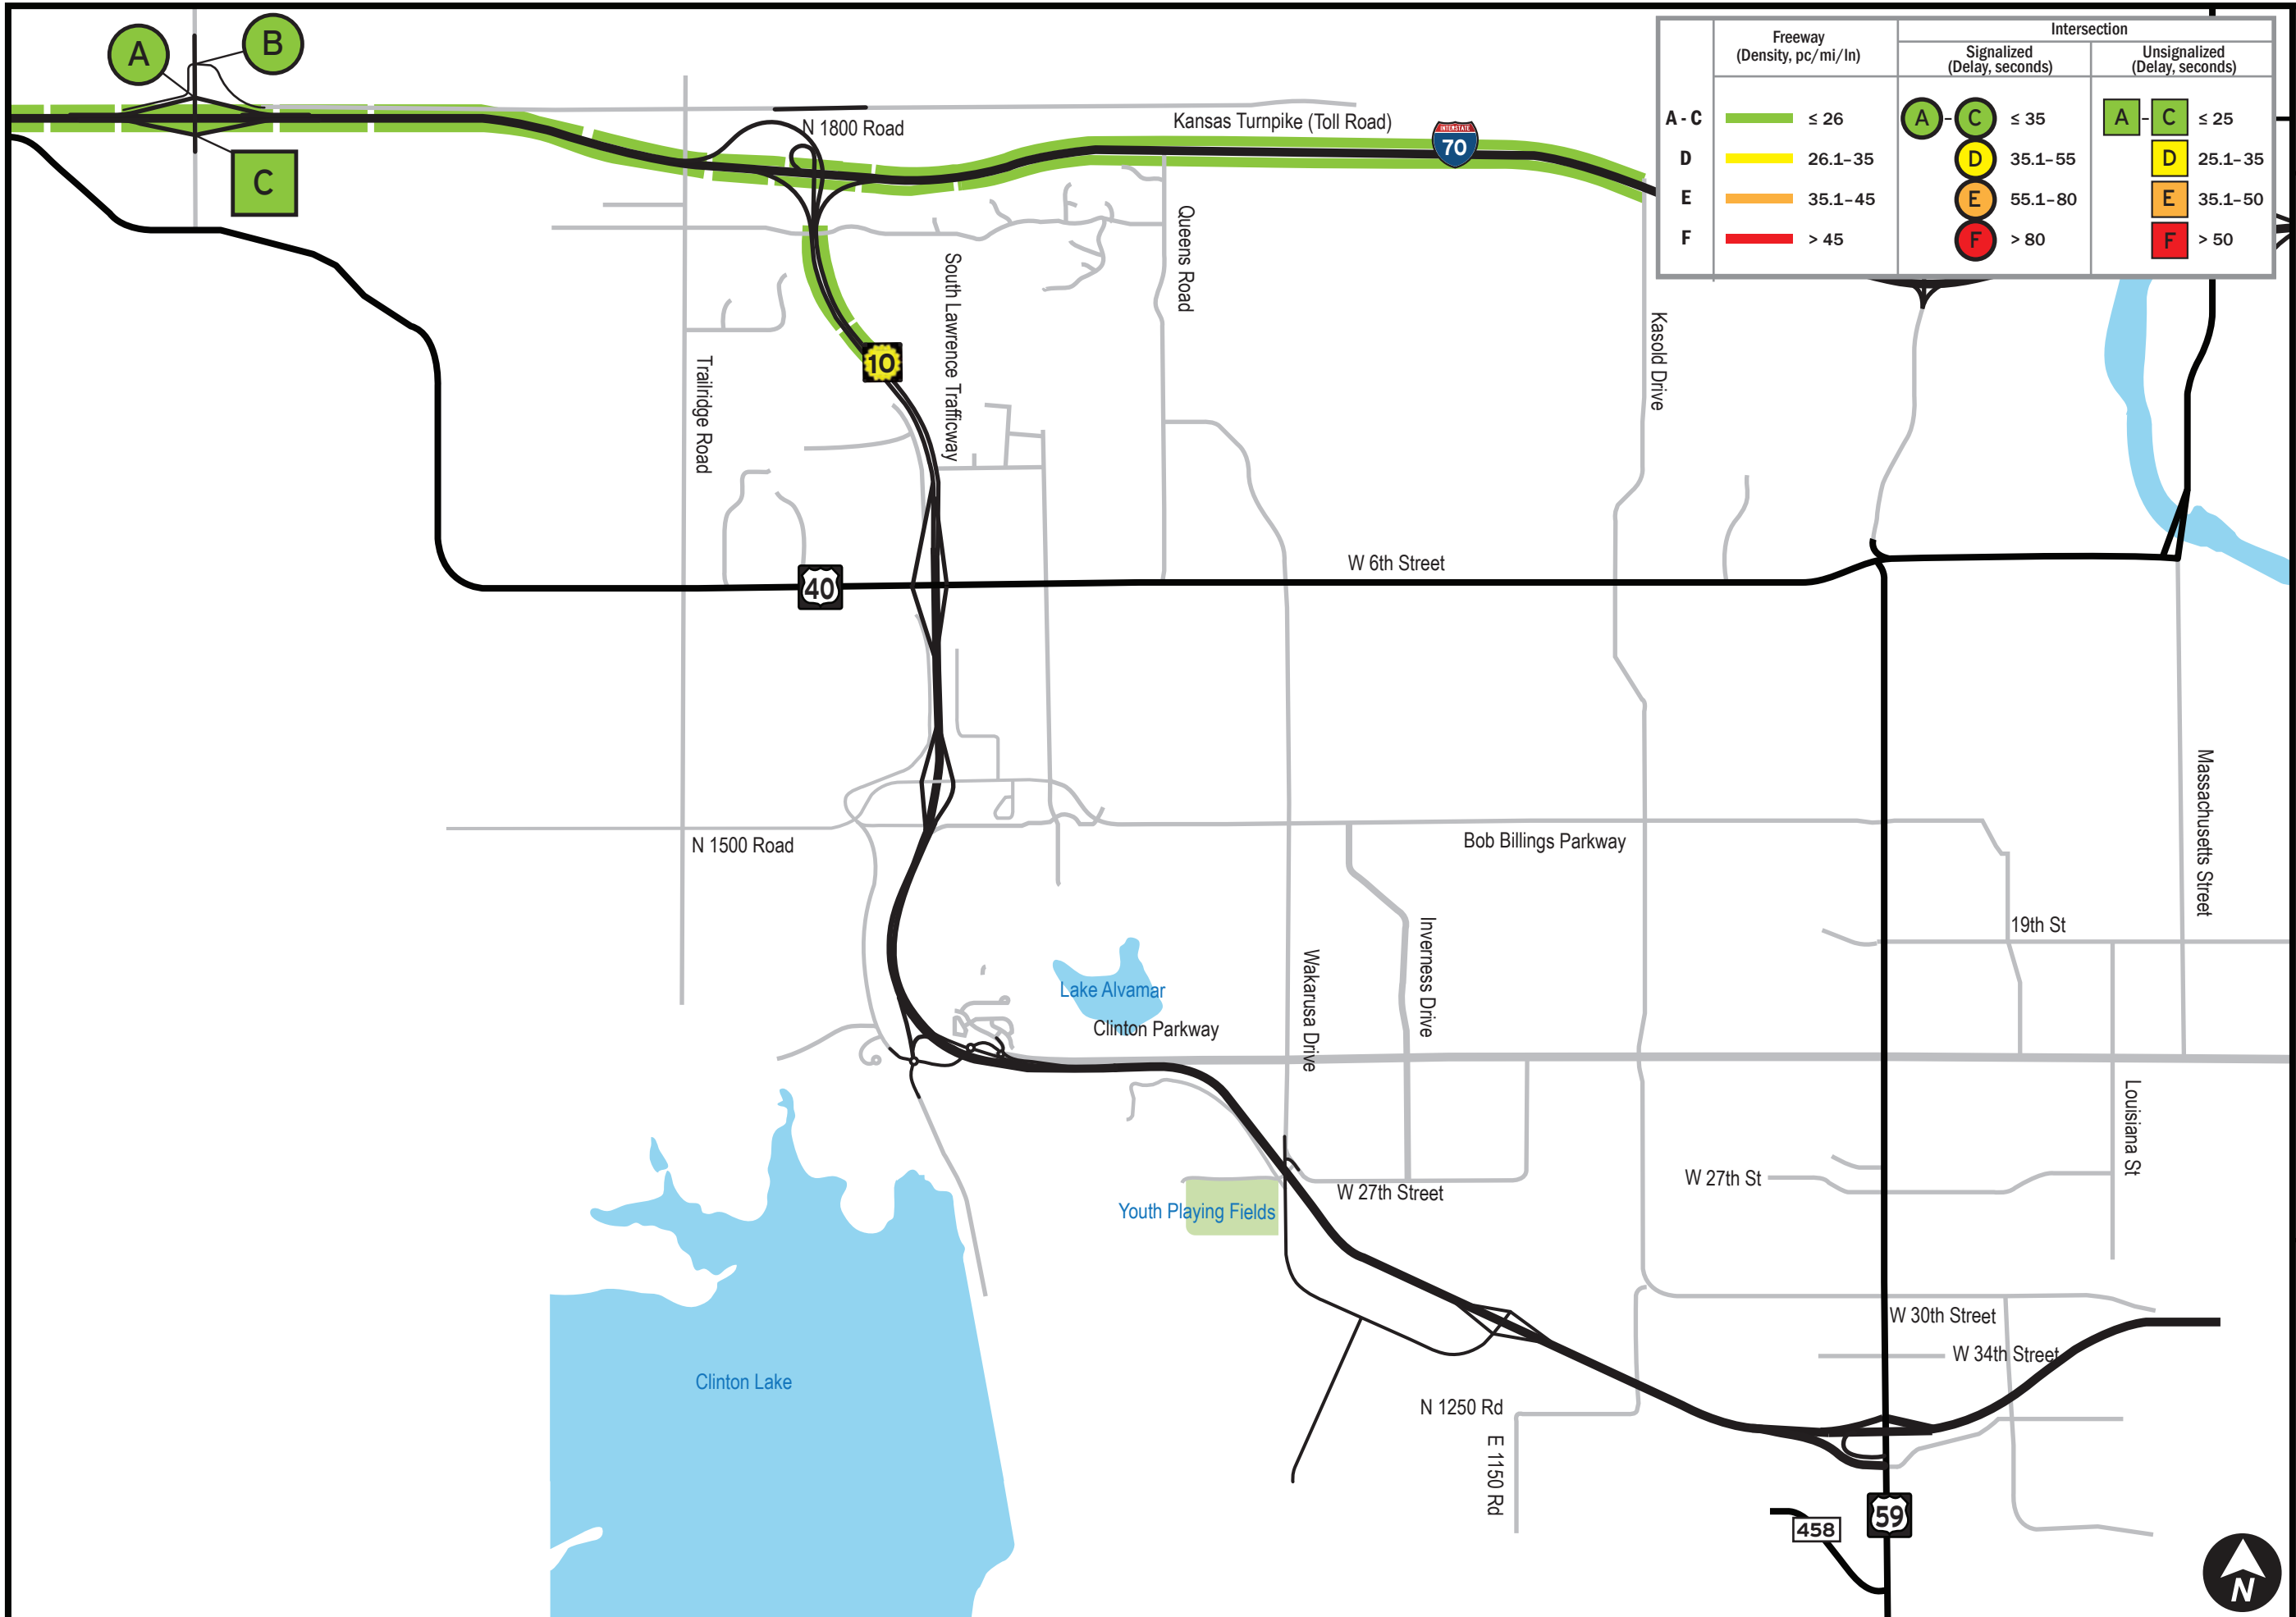 A
B
C
Freeway
(Density, pc/mi/ln)
Intersection
Signalized
(Delay, seconds)
Unsignalized
(Delay, seconds)
A - C
≤ 26
A - C
≤ 35
A - C
≤ 25
D
26.1–35
D
35.1–55
D
25.1–35
E
35.1–45
E
55.1–80
E
35.1–50
F
> 45
F
> 80
F
> 50
N 1800 Road
Kansas Turnpike (Toll Road)
INTERSTATE
70
Queens Road
South Lawrence Trafficway
Kasold Drive
Trailridge Road
10
W 6th Street
40
N 1500 Road
Bob Billings Parkway
Massachusetts Street
19th St
Inverness Drive
Wakarusa Drive
Lake Alvamar
Clinton Parkway
Louisiana St
W 27th St
W 27th Street
Youth Playing Fields
W 30th Street
W 34th Street
Clinton Lake
N 1250 Rd
E 1150 Rd
59
458
N